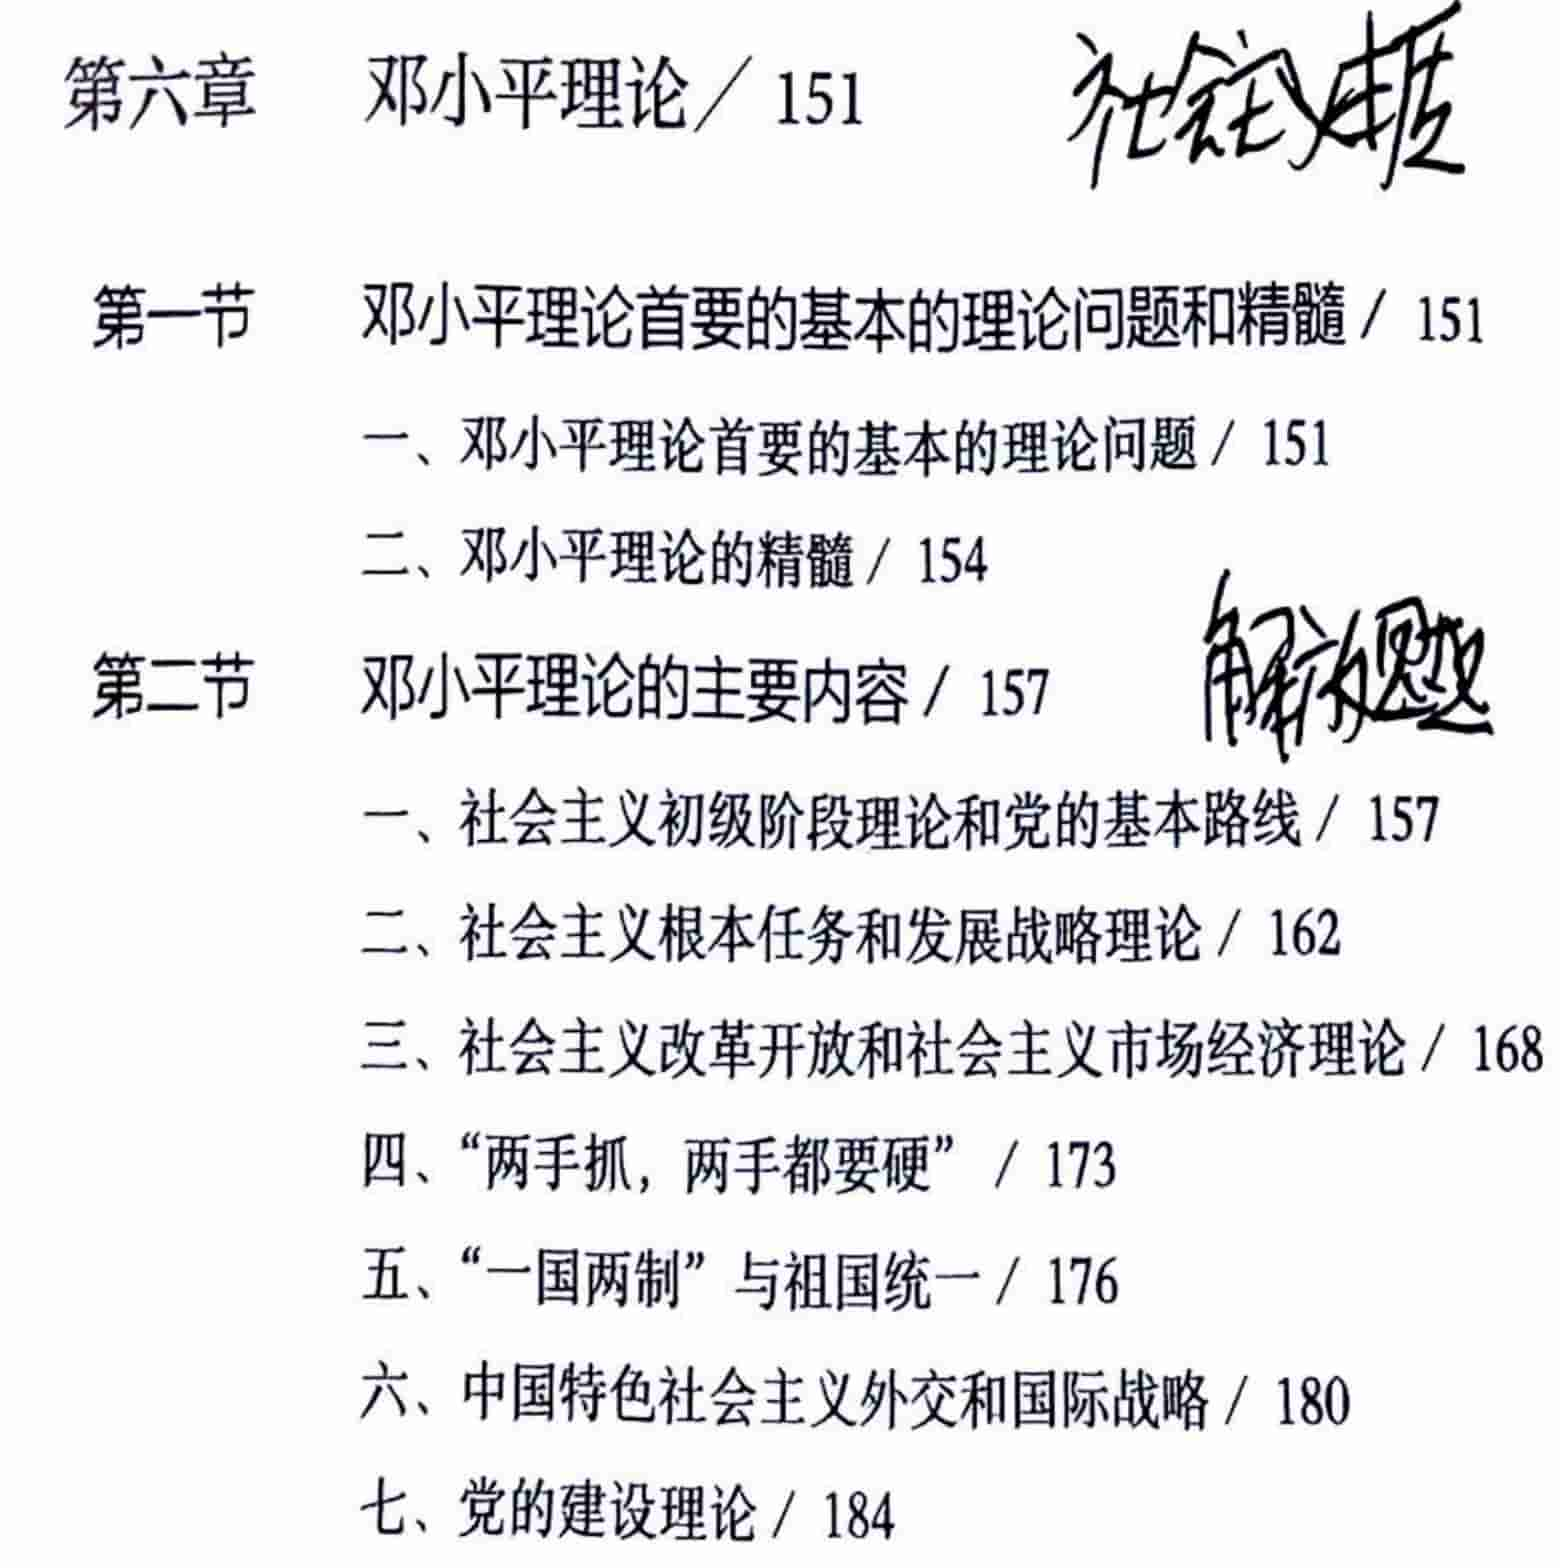 第六章 邓小平理论／ 151
社会主义本质
第一节 邓小平理论首要的基本的理论问题和精髓 / 151
一、邓小平理论首要的基本的理论问题 / 151
二、邓小平理论的精髓 / 154
解放思想
第二节 邓小平理论的主要内容 / 157
一、社会主义初级阶段理论和党的基本路线 / 157
二、社会主义根本任务和发展战略理论 / 162
三、社会主义改革开放和社会主义市场经济理论 / 168
四、“两手抓，两手都要硬” / 173
五、“一国两制”与祖国统一 / 176
六、中国特色社会主义外交和国际战略 / 180
七、党的建设理论 / 184